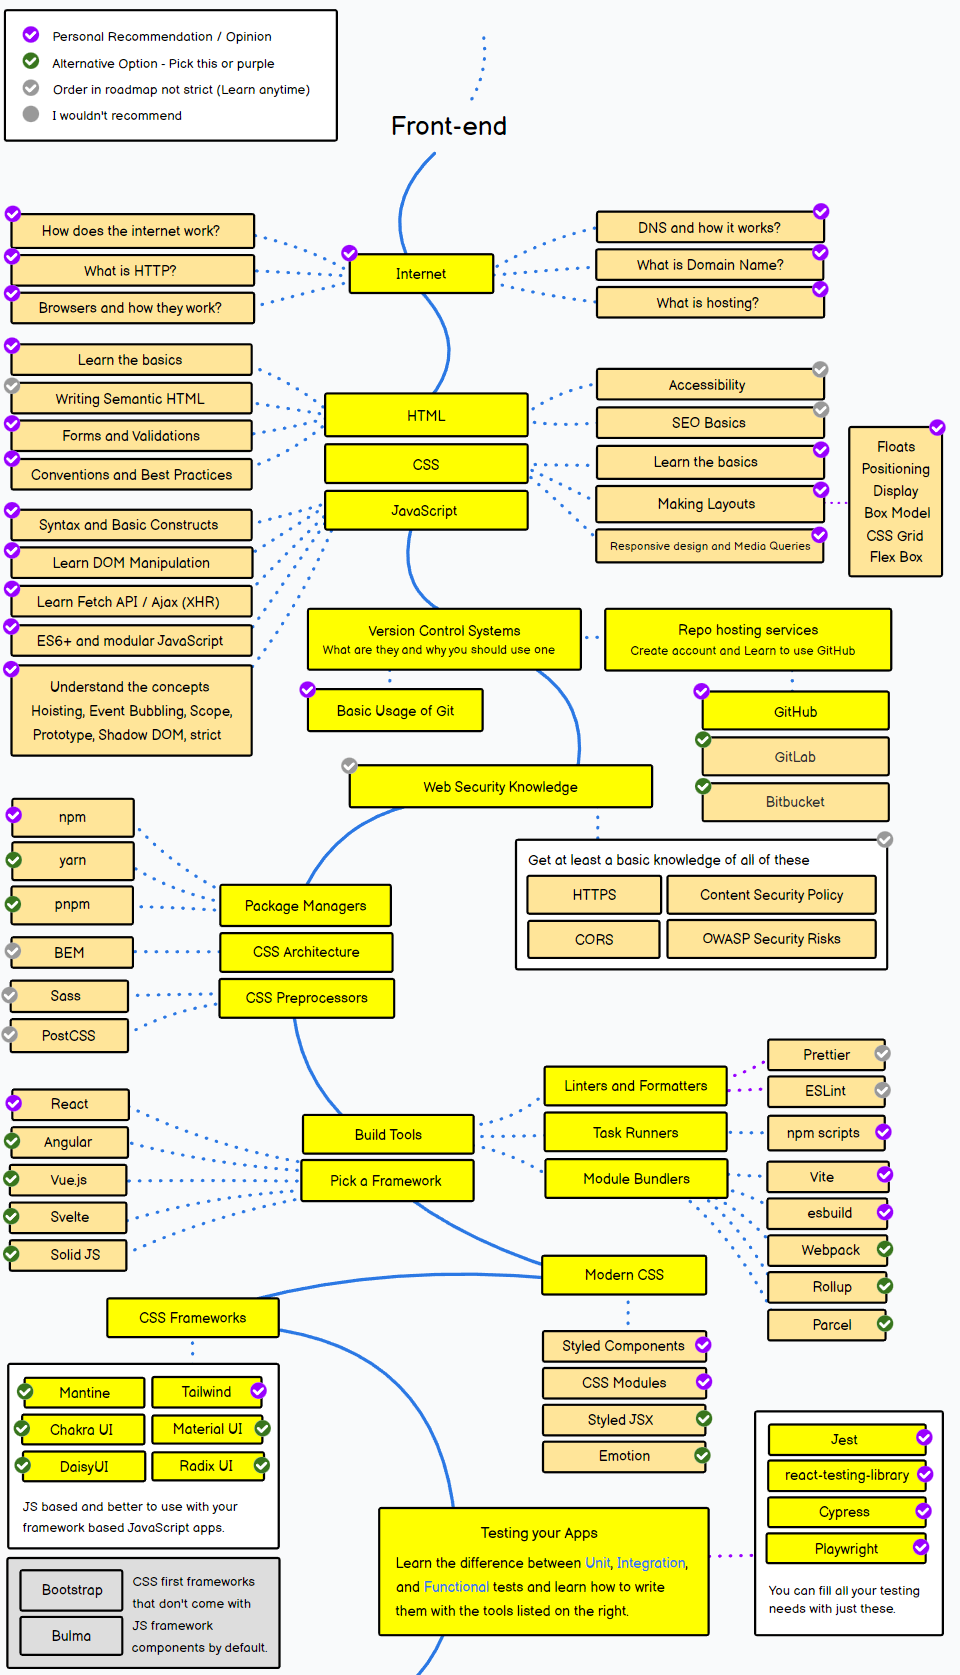 Personal Recommendation / Opinion
Alternative Option - Pick this or purple
Order in roadmap not strict (Learn anytime)
I wouldn't recommend
Front-end
How does the internet work?
What is HTTP?
Browsers and how they work?
Internet
DNS and how it works?
What is Domain Name?
What is hosting?
Learn the basics
Writing Semantic HTML
Forms and Validations
Conventions and Best Practices
HTML
CSS
JavaScript
Accessibility
SEO Basics
Learn the basics
Making Layouts
Responsive design and Media Queries
Floats
Positioning
Display
Box Model
CSS Grid
Flex Box
Syntax and Basic Constructs
Learn DOM Manipulation
Learn Fetch API / Ajax (XHR)
ES6+ and modular JavaScript
Understand the concepts
Hoisting, Event Bubbling, Scope,
Prototype, Shadow DOM, strict
Version Control Systems
What are they and why you should use one
Repo hosting services
Create account and Learn to use GitHub
Basic Usage of Git
GitHub
GitLab
Bitbucket
Web Security Knowledge
Get at least a basic knowledge of all of these
HTTPS
Content Security Policy
CORS
OWASP Security Risks
npm
yarn
pnpm
BEM
Sass
PostCSS
Package Managers
CSS Architecture
CSS Preprocessors
React
Angular
Vue.js
Svelte
Solid JS
Build Tools
Pick a Framework
Linters and Formatters
Task Runners
Module Bundlers
Prettier
ESLint
npm scripts
Vite
esbuild
Webpack
Rollup
Parcel
Modern CSS
Styled Components
CSS Modules
Styled JSX
Emotion
CSS Frameworks
Mantine
Tailwind
Chakra UI
Material UI
DaisyUI
Radix UI
JS based and better to use with your
framework based JavaScript apps.
Bootstrap
Bulma
CSS first frameworks
that don't come with
JS framework
components by default.
Testing your Apps
Learn the difference between Unit, Integration,
and Functional tests and learn how to write
them with the tools listed on the right.
Jest
react-testing-library
Cypress
Playwright
You can fill all your testing
needs with just these.